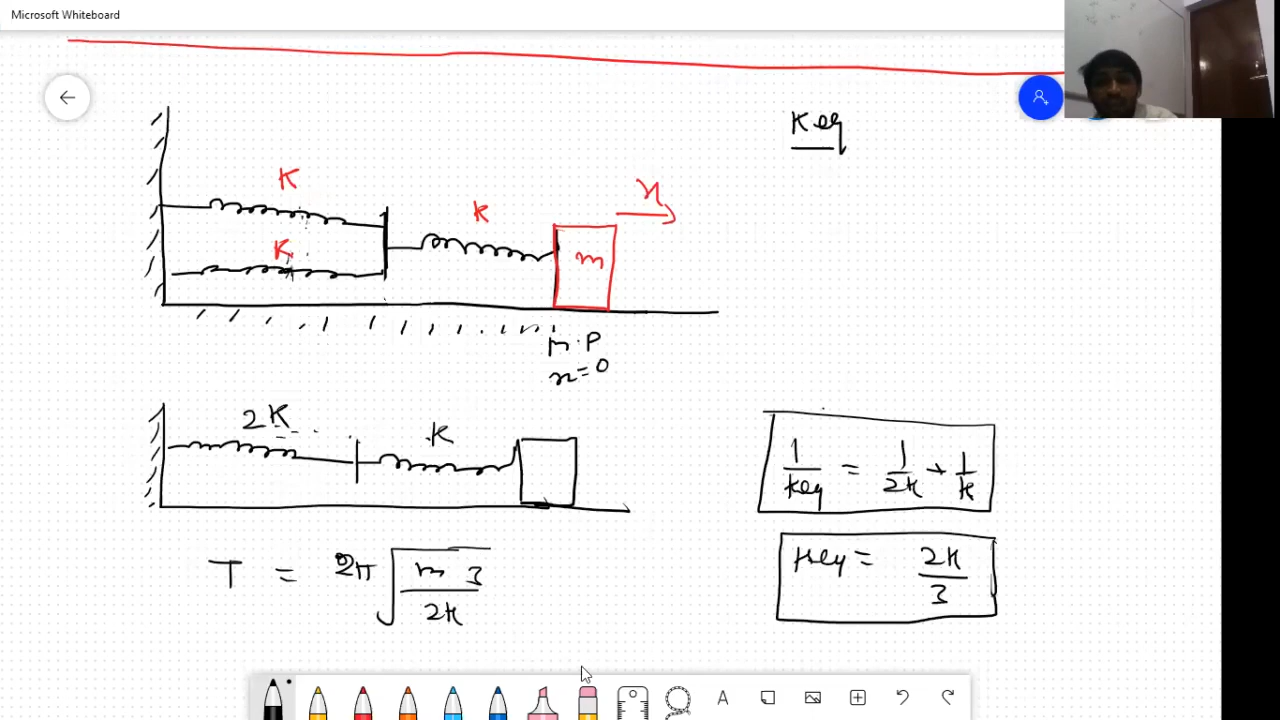 Microsoft Whiteboard
Keq
K
K
k
x
m
m.P
x=0
2K
k
1/keq = 1/2k + 1/k
keq = 2k/3
T = 2π√(m 3/2k)
A